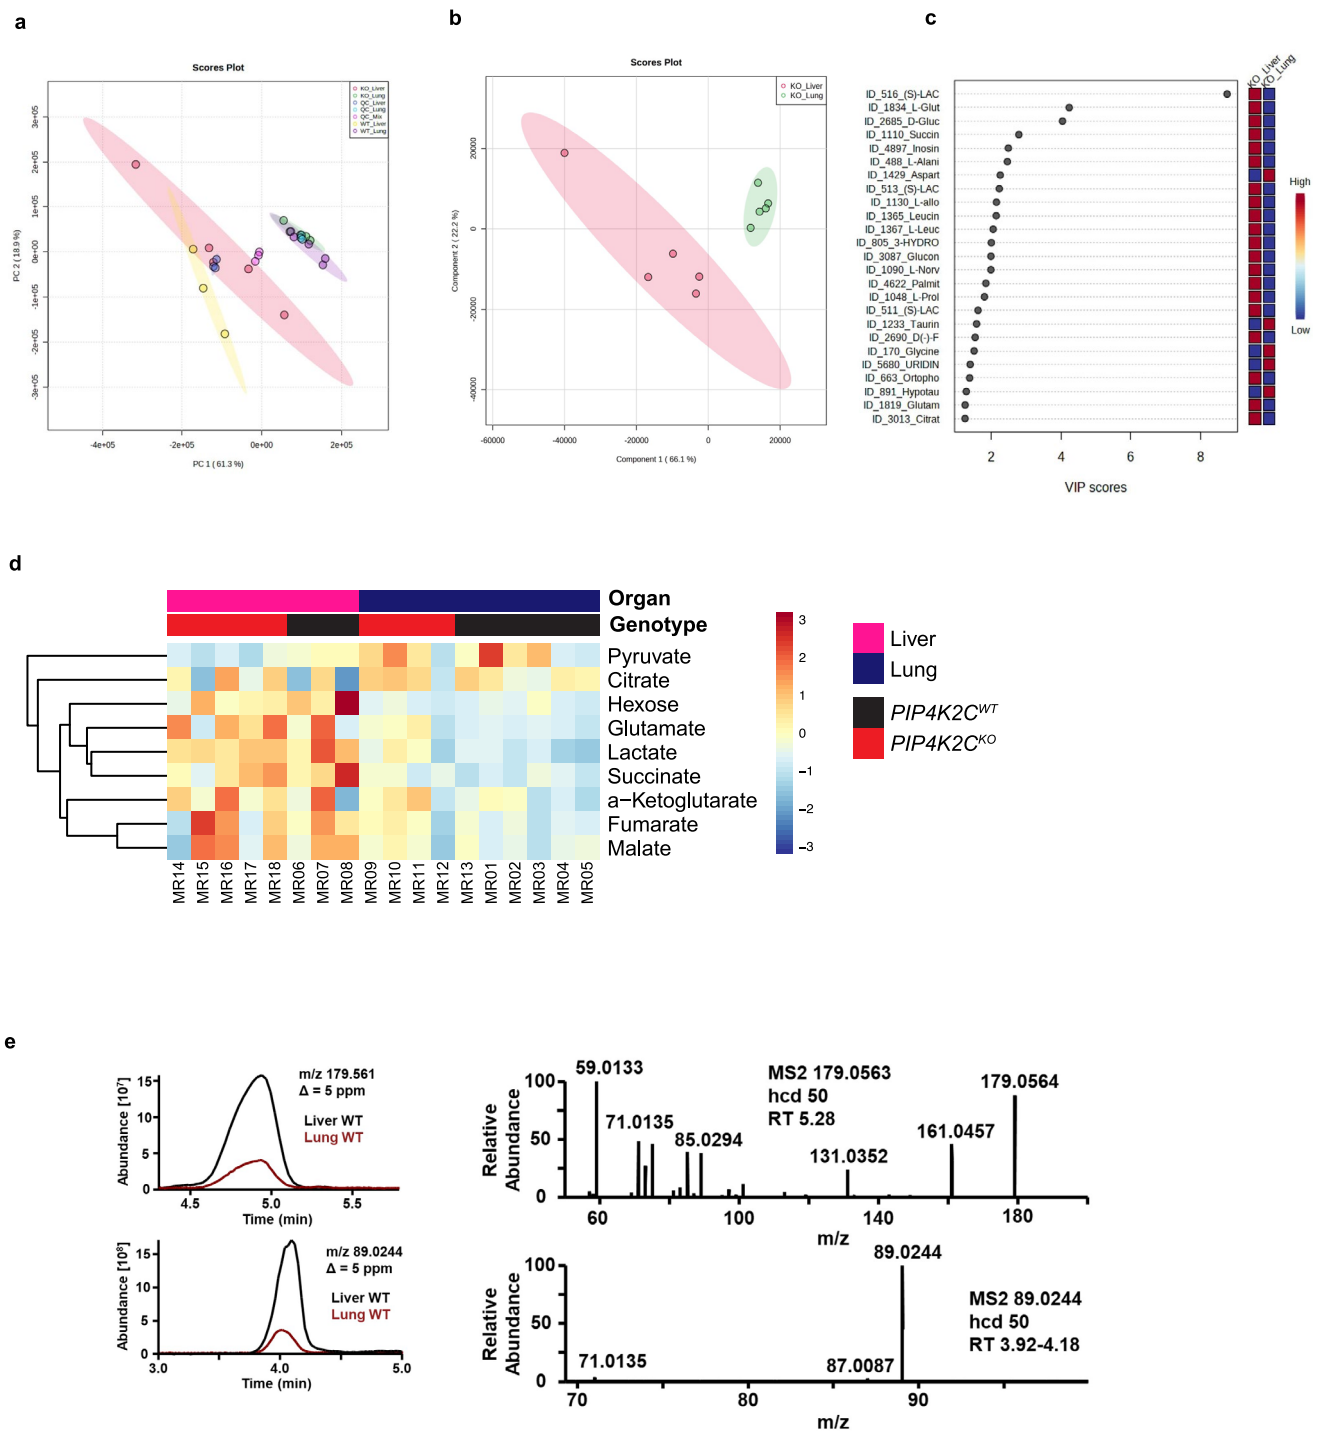 a
Scores Plot
KO_Liver
KO_Lung
QC_Liver
QC_Lung
QC_Mix
WT_Liver
WT_Lung
PC 2 ( 18.9 %)
3e+05
2e+05
1e+05
0e+00
-1e+05
-2e+05
-3e+05
-4e+05
-2e+05
0e+00
2e+05
PC 1 ( 61.3 %)
b
Scores Plot
KO_Liver
KO_Lung
Component 2 ( 22.2 %)
20000
0
-20000
-40000
-60000
-40000
-20000
0
20000
Component 1 ( 66.1 %)
c
KO_Liver
KO_Lung
ID_516_(S)-LAC
ID_1834_L-Glut
ID_2685_D-Gluc
ID_1110_Succin
ID_4897_Inosin
ID_488_L-Alani
ID_1429_Aspart
ID_513_(S)-LAC
ID_1130_L-allo
ID_1365_Leucin
ID_1367_L-Leuc
ID_805_3-HYDRO
ID_3087_Glucon
ID_1090_L-Norv
ID_4622_Palmit
ID_1048_L-Prol
ID_511_(S)-LAC
ID_1233_Taurin
ID_2690_D(-)-F
ID_170_Glycine
ID_5680_URIDIN
ID_663_Ortopho
ID_891_Hypotau
ID_1819_Glutam
ID_3013_Citrat
2
4
6
8
VIP scores
High
Low
d
Organ
Genotype
Pyruvate
Citrate
Hexose
Glutamate
Lactate
Succinate
a−Ketoglutarate
Fumarate
Malate
MR14
MR15
MR16
MR17
MR18
MR06
MR07
MR08
MR09
MR10
MR11
MR12
MR13
MR01
MR02
MR03
MR04
MR05
3
2
1
0
−1
−2
−3
Liver
Lung
PIP4K2C^WT
PIP4K2C^KO
e
Abundance [10⁷]
15
10
5
0
m/z 179.561
Δ = 5 ppm
Liver WT
Lung WT
4.5
5.0
5.5
Time (min)
Relative
Abundance
100
50
0
59.0133
71.0135
85.0294
MS2 179.0563
hcd 50
RT 5.28
131.0352
161.0457
179.0564
60
100
140
180
m/z
Abundance [10⁸]
15
10
5
0
m/z 89.0244
Δ = 5 ppm
Liver WT
Lung WT
3.0
4.0
5.0
Time (min)
Relative
Abundance
100
50
0
71.0135
87.0087
89.0244
MS2 89.0244
hcd 50
RT 3.92-4.18
70
80
90
m/z